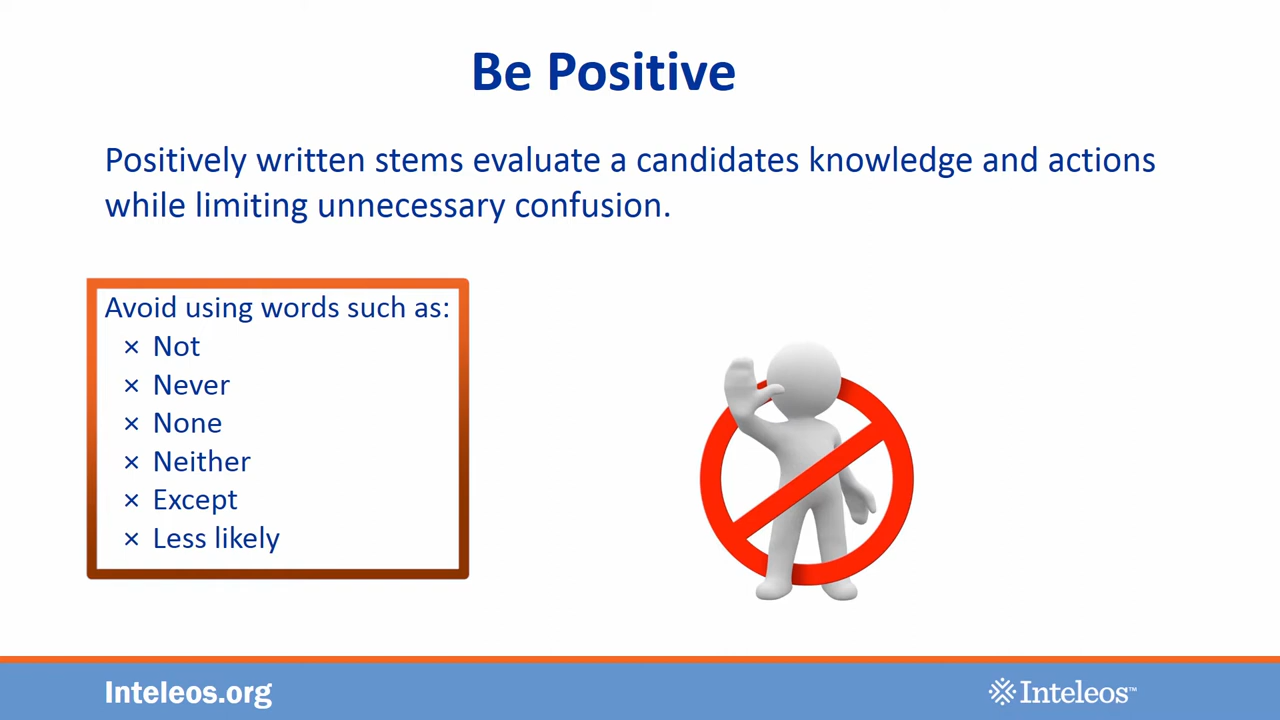 Be Positive
Positively written stems evaluate a candidates knowledge and actions
while limiting unnecessary confusion.
Avoid using words such as:
× Not
× Never
× None
× Neither
× Except
× Less likely
Inteleos.org
Inteleos™